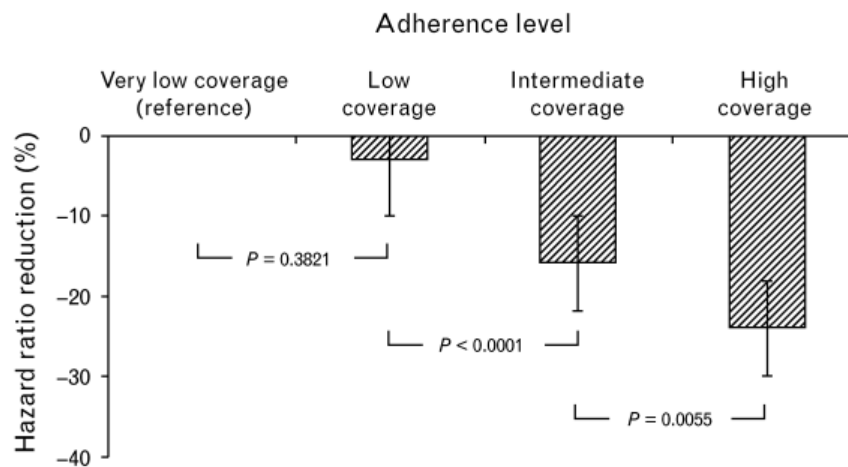 Adherence level
Very low coverage
(reference)
Low
coverage
Intermediate
coverage
High
coverage
Hazard ratio reduction (%)
0
−10
−20
−30
−40
P = 0.3821
P < 0.0001
P = 0.0055